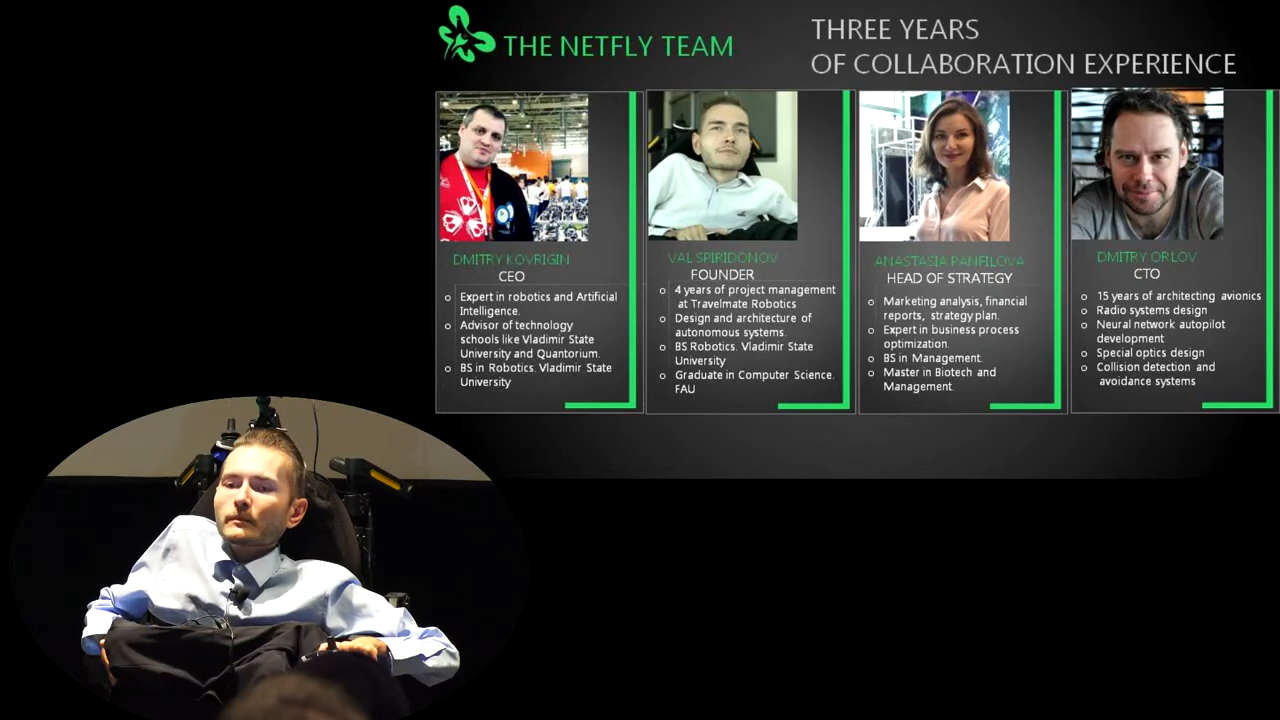 THE NETFLY TEAM
THREE YEARS
OF COLLABORATION EXPERIENCE
DMITRY KOVRIGIN
CEO
o Expert in robotics and Artificial
Intelligence.
o Advisor of technology
schools like Vladimir State
University and Quantorium.
o BS in Robotics. Vladimir State
University
VAL SPIRIDONOV
FOUNDER
o 4 years of project management
at Travelmate Robotics
o Design and architecture of
autonomous systems.
o BS Robotics. Vladimir State
University
o Graduate in Computer Science.
FAU
ANASTASIA PANFILOVA
HEAD OF STRATEGY
o Marketing analysis, financial
reports, strategy plan.
o Expert in business process
optimization.
o BS in Management.
o Master in Biotech and
Management.
DMITRY ORLOV
CTO
o 15 years of architecting avionics
o Radio systems design
o Neural network autopilot
development
o Special optics design
o Collision detection and
avoidance systems